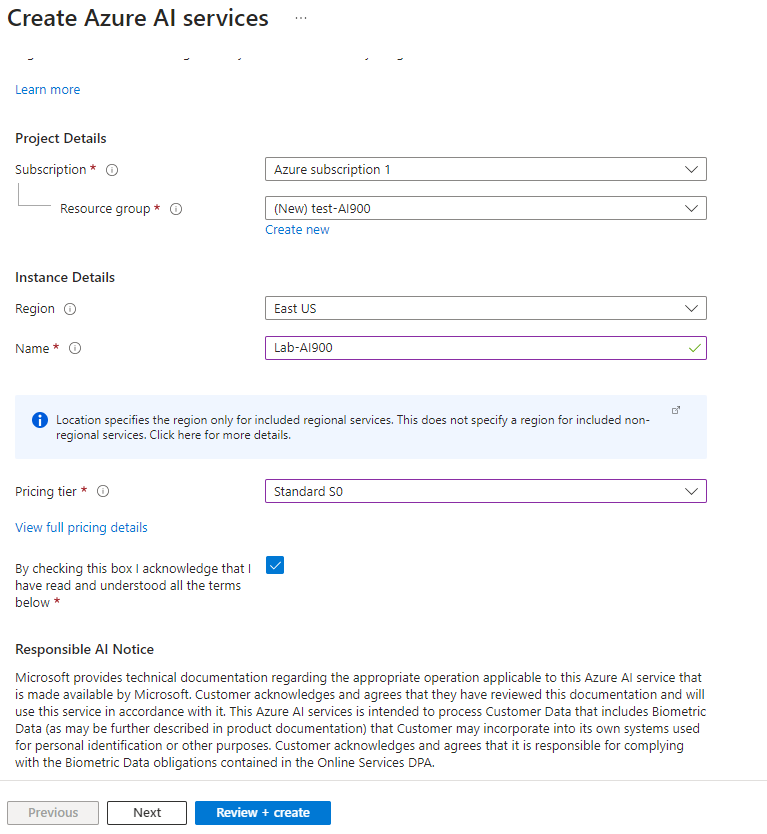 Create Azure AI services ...
Learn more
Project Details
Subscription *
Azure subscription 1
Resource group *
(New) test-AI900
Create new
Instance Details
Region
East US
Name *
Lab-AI900
Location specifies the region only for included regional services. This does not specify a region for included non-
regional services. Click here for more details.
Pricing tier *
Standard S0
View full pricing details
By checking this box I acknowledge that I
have read and understood all the terms
below *
Responsible AI Notice
Microsoft provides technical documentation regarding the appropriate operation applicable to this Azure AI service that
is made available by Microsoft. Customer acknowledges and agrees that they have reviewed this documentation and will
use this service in accordance with it. This Azure AI services is intended to process Customer Data that includes Biometric
Data (as may be further described in product documentation) that Customer may incorporate into its own systems used
for personal identification or other purposes. Customer acknowledges and agrees that it is responsible for complying
with the Biometric Data obligations contained in the Online Services DPA.
Previous
Next
Review + create